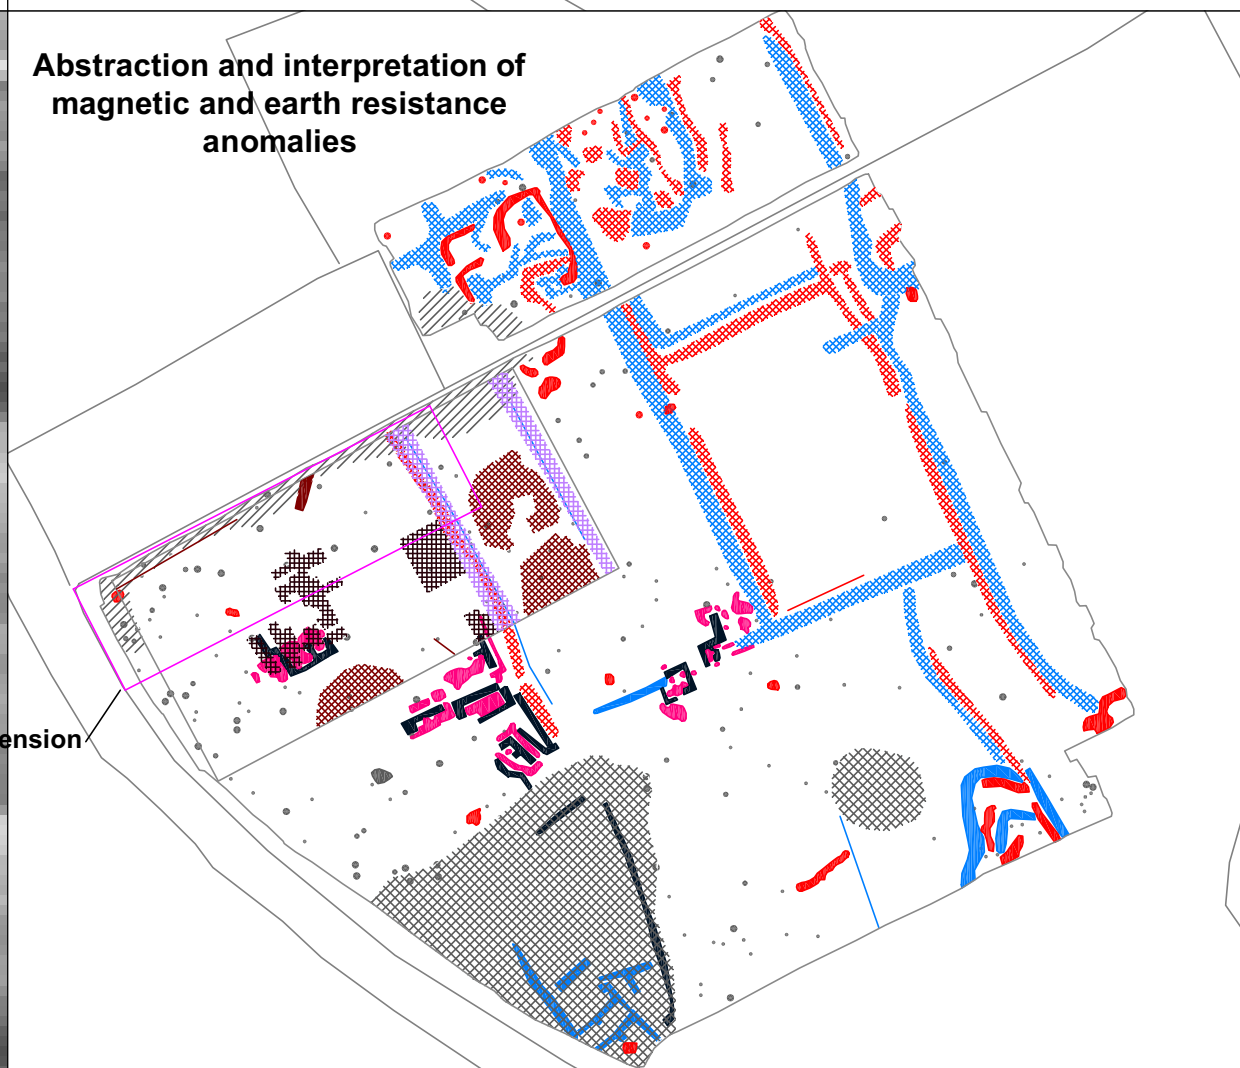 Abstraction and interpretation of
magnetic and earth resistance
anomalies
ension